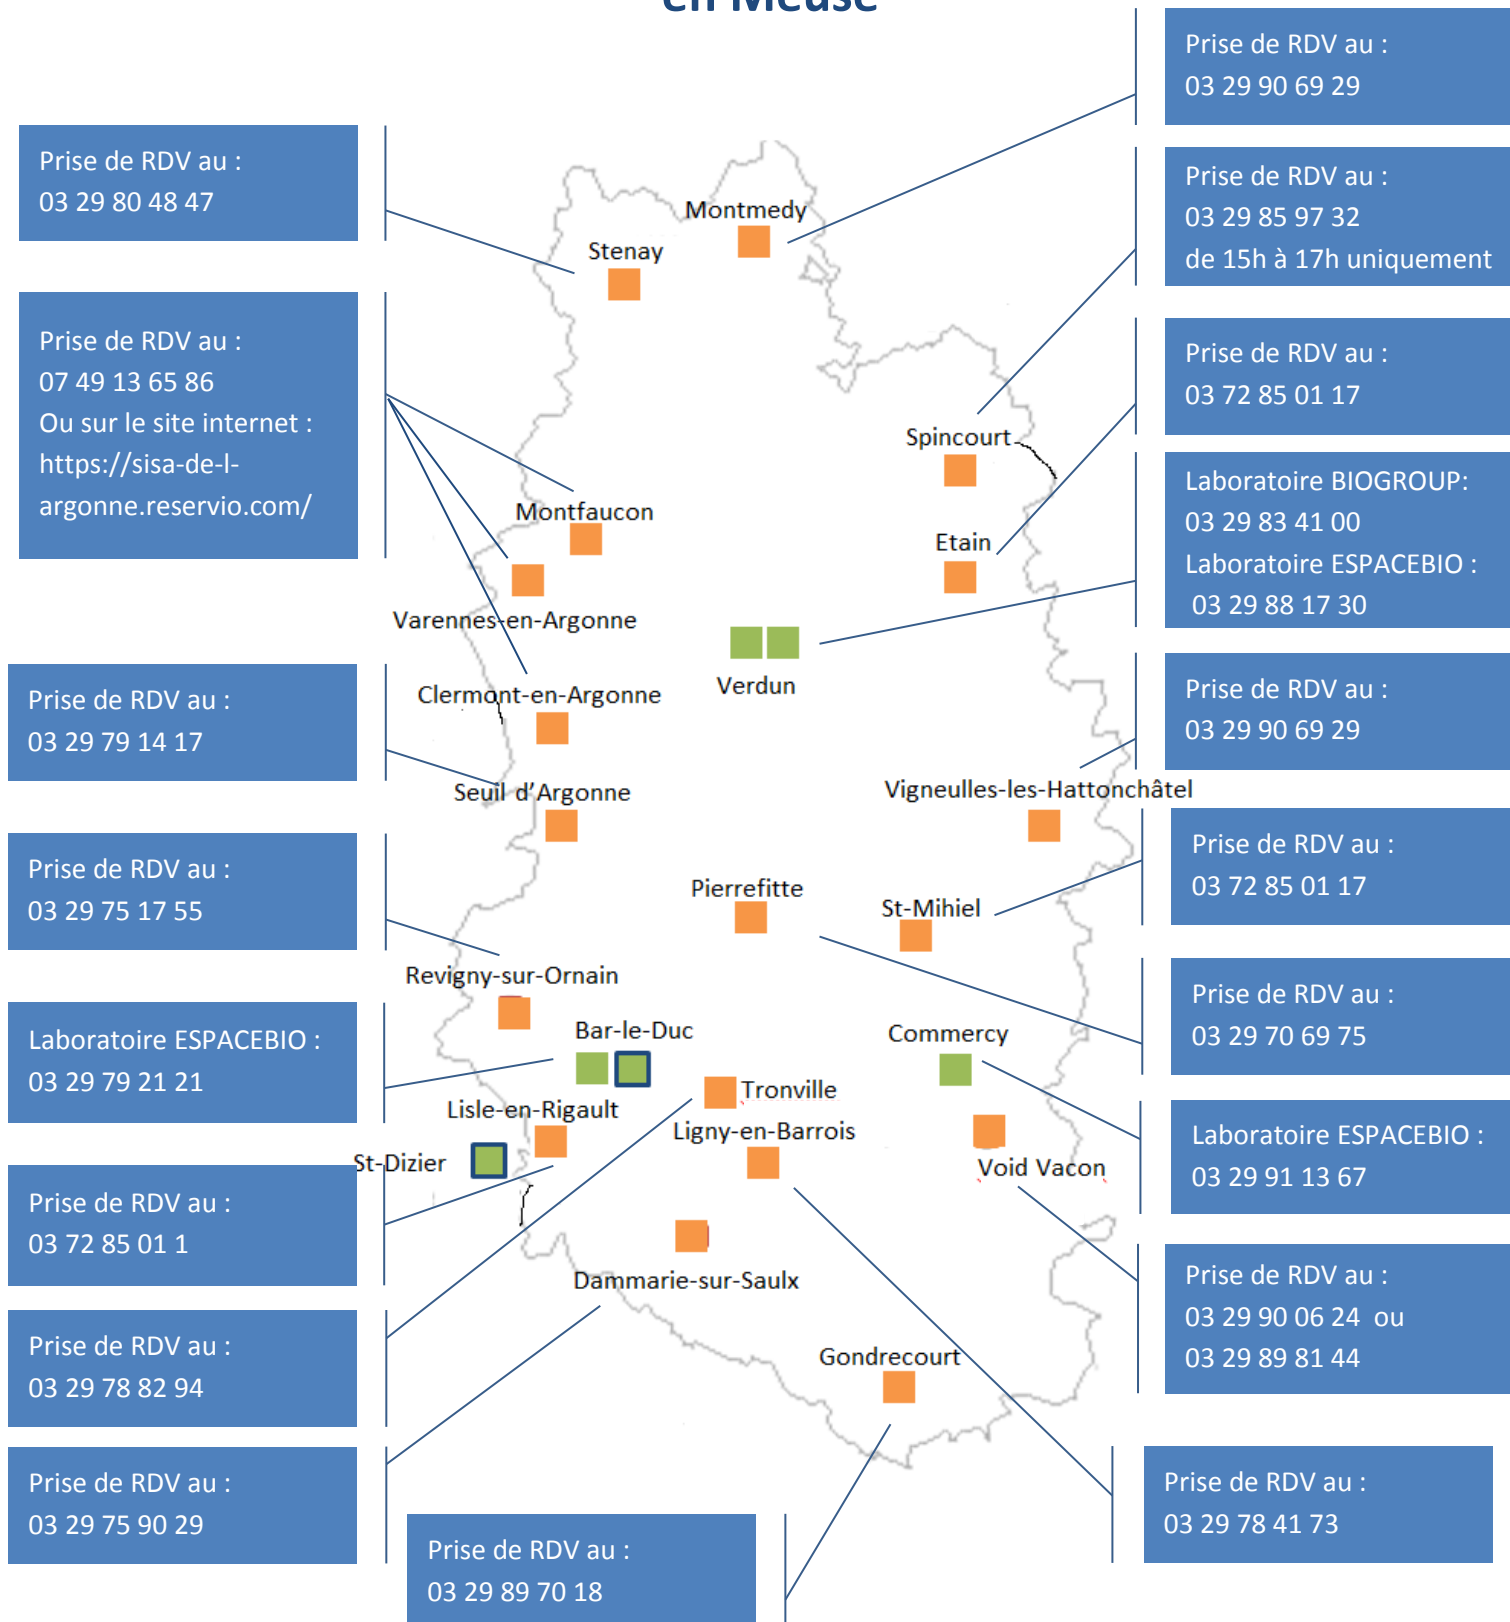 en Meuse
Prise de RDV au :
03 29 90 69 29
Prise de RDV au :
03 29 80 48 47
Prise de RDV au :
03 29 85 97 32
de 15h à 17h uniquement
Montmedy
Stenay
Prise de RDV au :
07 49 13 65 86
Ou sur le site internet :
https://sisa-de-l-
argonne.reservio.com/
Prise de RDV au :
03 72 85 01 17
Spincourt
Laboratoire BIOGROUP:
03 29 83 41 00
Laboratoire ESPACEBIO :
03 29 88 17 30
Montfaucon
Etain
Varennes-en-Argonne
Verdun
Clermont-en-Argonne
Prise de RDV au :
03 29 79 14 17
Prise de RDV au :
03 29 90 69 29
Seuil d'Argonne
Vigneulles-les-Hattonchâtel
Prise de RDV au :
03 29 75 17 55
Prise de RDV au :
03 72 85 01 17
Pierrefitte
St-Mihiel
Revigny-sur-Ornain
Prise de RDV au :
03 29 70 69 75
Laboratoire ESPACEBIO :
03 29 79 21 21
Bar-le-Duc
Commercy
Tronville
Lisle-en-Rigault
Ligny-en-Barrois
Laboratoire ESPACEBIO :
03 29 91 13 67
St-Dizier
Void Vacon
Prise de RDV au :
03 72 85 01 1
Dammarie-sur-Saulx
Prise de RDV au :
03 29 90 06 24 ou
03 29 89 81 44
Prise de RDV au :
03 29 78 82 94
Gondrecourt
Prise de RDV au :
03 29 75 90 29
Prise de RDV au :
03 29 78 41 73
Prise de RDV au :
03 29 89 70 18